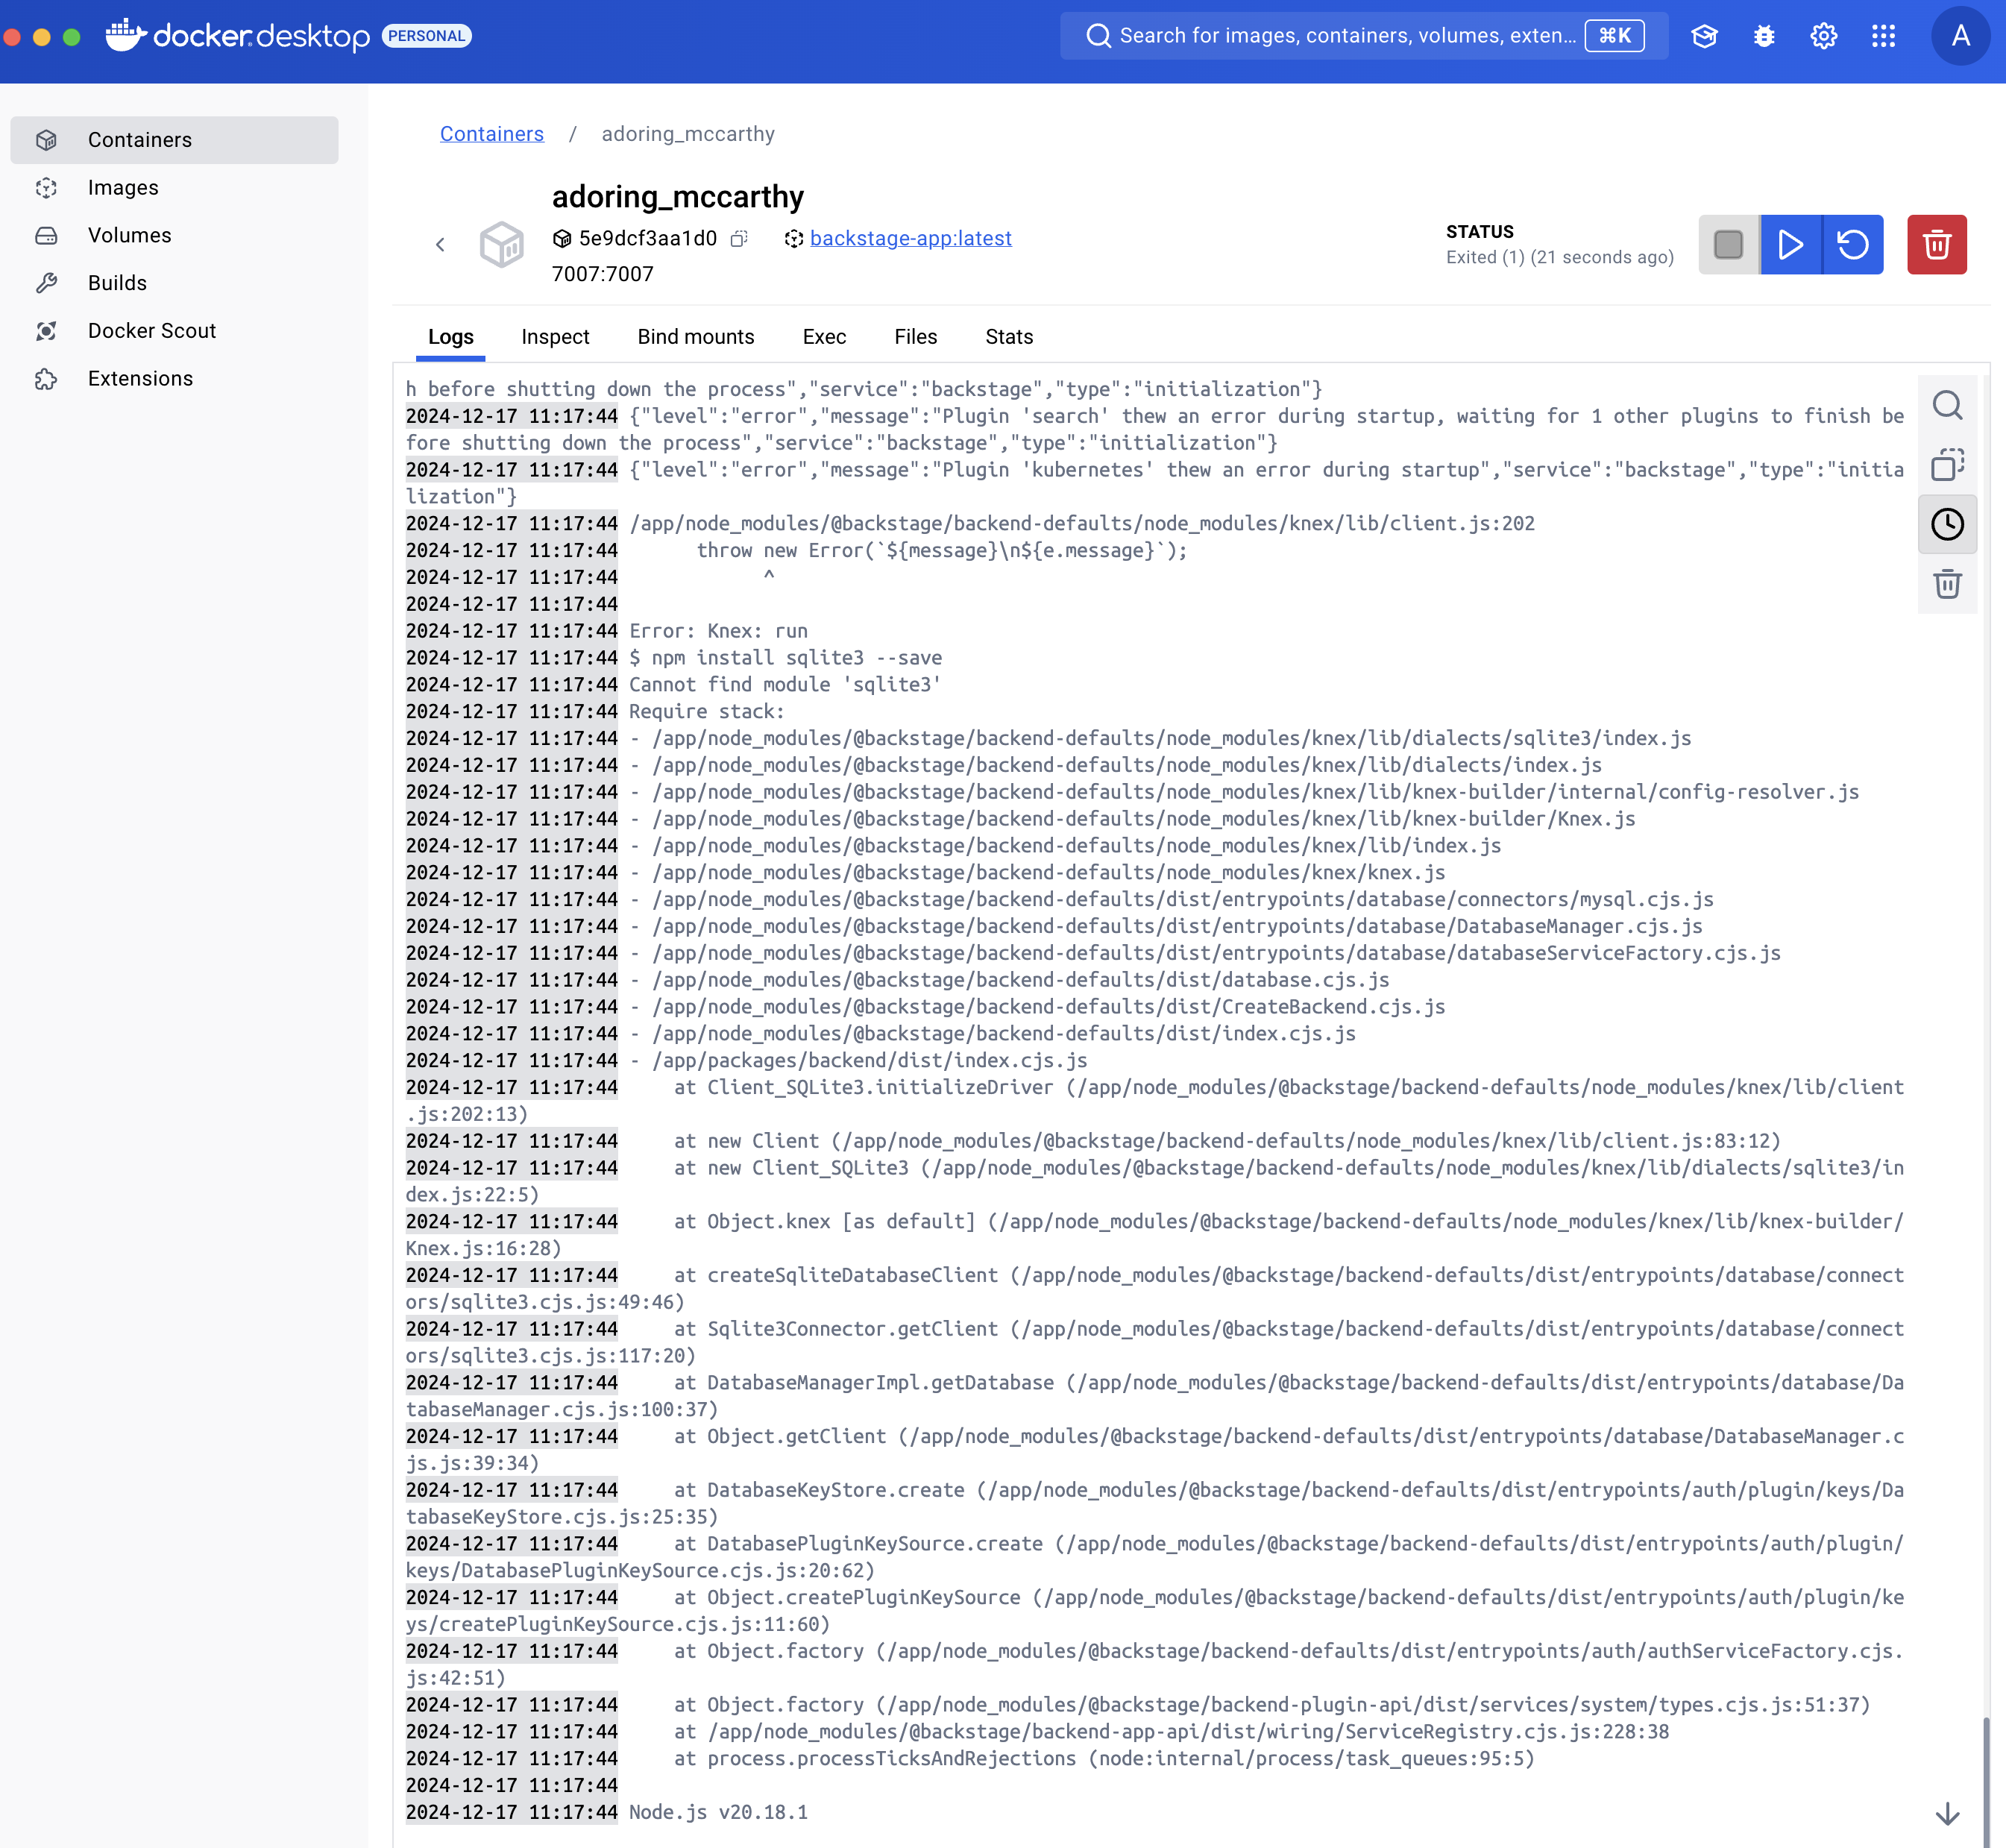 docker desktop PERSONAL
Search for images, containers, volumes, exten... ⌘K
A
Containers
Images
Volumes
Builds
Docker Scout
Extensions
Containers / adoring_mccarthy
adoring_mccarthy
5e9dcf3aa1d0 backstage-app:latest
7007:7007
STATUS
Exited (1) (21 seconds ago)
Logs Inspect Bind mounts Exec Files Stats
h before shutting down the process","service":"backstage","type":"initialization"}
2024-12-17 11:17:44 {"level":"error","message":"Plugin 'search' thew an error during startup, waiting for 1 other plugins to finish be
fore shutting down the process","service":"backstage","type":"initialization"}
2024-12-17 11:17:44 {"level":"error","message":"Plugin 'kubernetes' thew an error during startup","service":"backstage","type":"initia
lization"}
2024-12-17 11:17:44 /app/node_modules/@backstage/backend-defaults/node_modules/knex/lib/client.js:202
2024-12-17 11:17:44       throw new Error(`${message}\n${e.message}`);
2024-12-17 11:17:44             ^
2024-12-17 11:17:44
2024-12-17 11:17:44 Error: Knex: run
2024-12-17 11:17:44 $ npm install sqlite3 --save
2024-12-17 11:17:44 Cannot find module 'sqlite3'
2024-12-17 11:17:44 Require stack:
2024-12-17 11:17:44 - /app/node_modules/@backstage/backend-defaults/node_modules/knex/lib/dialects/sqlite3/index.js
2024-12-17 11:17:44 - /app/node_modules/@backstage/backend-defaults/node_modules/knex/lib/dialects/index.js
2024-12-17 11:17:44 - /app/node_modules/@backstage/backend-defaults/node_modules/knex/lib/knex-builder/internal/config-resolver.js
2024-12-17 11:17:44 - /app/node_modules/@backstage/backend-defaults/node_modules/knex/lib/knex-builder/Knex.js
2024-12-17 11:17:44 - /app/node_modules/@backstage/backend-defaults/node_modules/knex/lib/index.js
2024-12-17 11:17:44 - /app/node_modules/@backstage/backend-defaults/node_modules/knex/knex.js
2024-12-17 11:17:44 - /app/node_modules/@backstage/backend-defaults/dist/entrypoints/database/connectors/mysql.cjs.js
2024-12-17 11:17:44 - /app/node_modules/@backstage/backend-defaults/dist/entrypoints/database/DatabaseManager.cjs.js
2024-12-17 11:17:44 - /app/node_modules/@backstage/backend-defaults/dist/entrypoints/database/databaseServiceFactory.cjs.js
2024-12-17 11:17:44 - /app/node_modules/@backstage/backend-defaults/dist/database.cjs.js
2024-12-17 11:17:44 - /app/node_modules/@backstage/backend-defaults/dist/CreateBackend.cjs.js
2024-12-17 11:17:44 - /app/node_modules/@backstage/backend-defaults/dist/index.cjs.js
2024-12-17 11:17:44 - /app/packages/backend/dist/index.cjs.js
2024-12-17 11:17:44     at Client_SQLite3.initializeDriver (/app/node_modules/@backstage/backend-defaults/node_modules/knex/lib/client
.js:202:13)
2024-12-17 11:17:44     at new Client (/app/node_modules/@backstage/backend-defaults/node_modules/knex/lib/client.js:83:12)
2024-12-17 11:17:44     at new Client_SQLite3 (/app/node_modules/@backstage/backend-defaults/node_modules/knex/lib/dialects/sqlite3/in
dex.js:22:5)
2024-12-17 11:17:44     at Object.knex [as default] (/app/node_modules/@backstage/backend-defaults/node_modules/knex/lib/knex-builder/
Knex.js:16:28)
2024-12-17 11:17:44     at createSqliteDatabaseClient (/app/node_modules/@backstage/backend-defaults/dist/entrypoints/database/connect
ors/sqlite3.cjs.js:49:46)
2024-12-17 11:17:44     at Sqlite3Connector.getClient (/app/node_modules/@backstage/backend-defaults/dist/entrypoints/database/connect
ors/sqlite3.cjs.js:117:20)
2024-12-17 11:17:44     at DatabaseManagerImpl.getDatabase (/app/node_modules/@backstage/backend-defaults/dist/entrypoints/database/Da
tabaseManager.cjs.js:100:37)
2024-12-17 11:17:44     at Object.getClient (/app/node_modules/@backstage/backend-defaults/dist/entrypoints/database/DatabaseManager.c
js.js:39:34)
2024-12-17 11:17:44     at DatabaseKeyStore.create (/app/node_modules/@backstage/backend-defaults/dist/entrypoints/auth/plugin/keys/Da
tabaseKeyStore.cjs.js:25:35)
2024-12-17 11:17:44     at DatabasePluginKeySource.create (/app/node_modules/@backstage/backend-defaults/dist/entrypoints/auth/plugin/
keys/DatabasePluginKeySource.cjs.js:20:62)
2024-12-17 11:17:44     at Object.createPluginKeySource (/app/node_modules/@backstage/backend-defaults/dist/entrypoints/auth/plugin/ke
ys/createPluginKeySource.cjs.js:11:60)
2024-12-17 11:17:44     at Object.factory (/app/node_modules/@backstage/backend-defaults/dist/entrypoints/auth/authServiceFactory.cjs.
js:42:51)
2024-12-17 11:17:44     at Object.factory (/app/node_modules/@backstage/backend-plugin-api/dist/services/system/types.cjs.js:51:37)
2024-12-17 11:17:44     at /app/node_modules/@backstage/backend-app-api/dist/wiring/ServiceRegistry.cjs.js:228:38
2024-12-17 11:17:44     at process.processTicksAndRejections (node:internal/process/task_queues:95:5)
2024-12-17 11:17:44
2024-12-17 11:17:44 Node.js v20.18.1